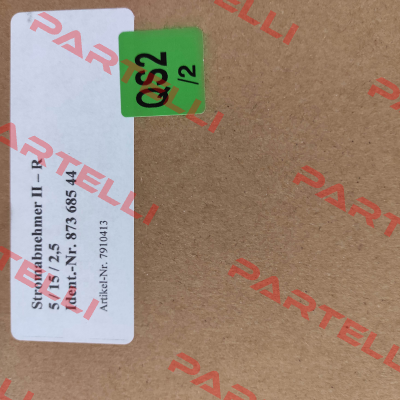 Stromabnehmer II – R
5 / 15 / 2,5
Ident.-Nr. 873 685 44
Artikel-Nr. 7910413
QS2
/2
PARTELLI
PARTELLI
PARTELLI
PARTELLI